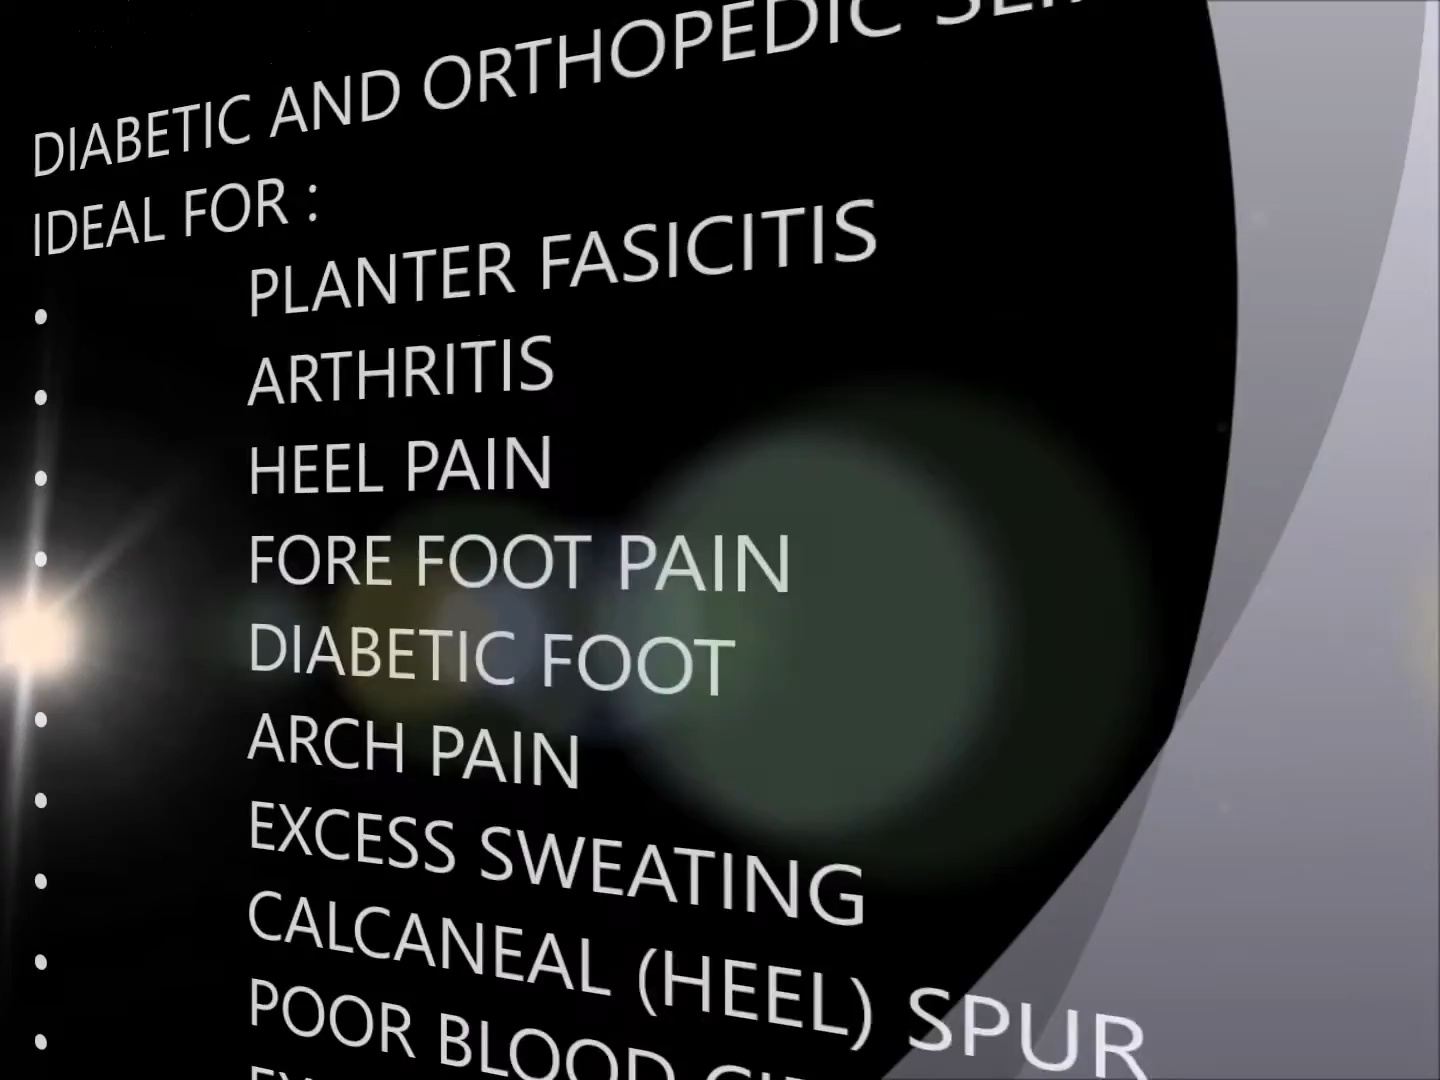 DIABETIC AND ORTHOPEDIC
IDEAL FOR :
• PLANTER FASICITIS
• ARTHRITIS
• HEEL PAIN
• FORE FOOT PAIN
DIABETIC FOOT
• ARCH PAIN
• EXCESS SWEATING
• CALCANEAL (HEEL) SPUR
• POOR BLOOD